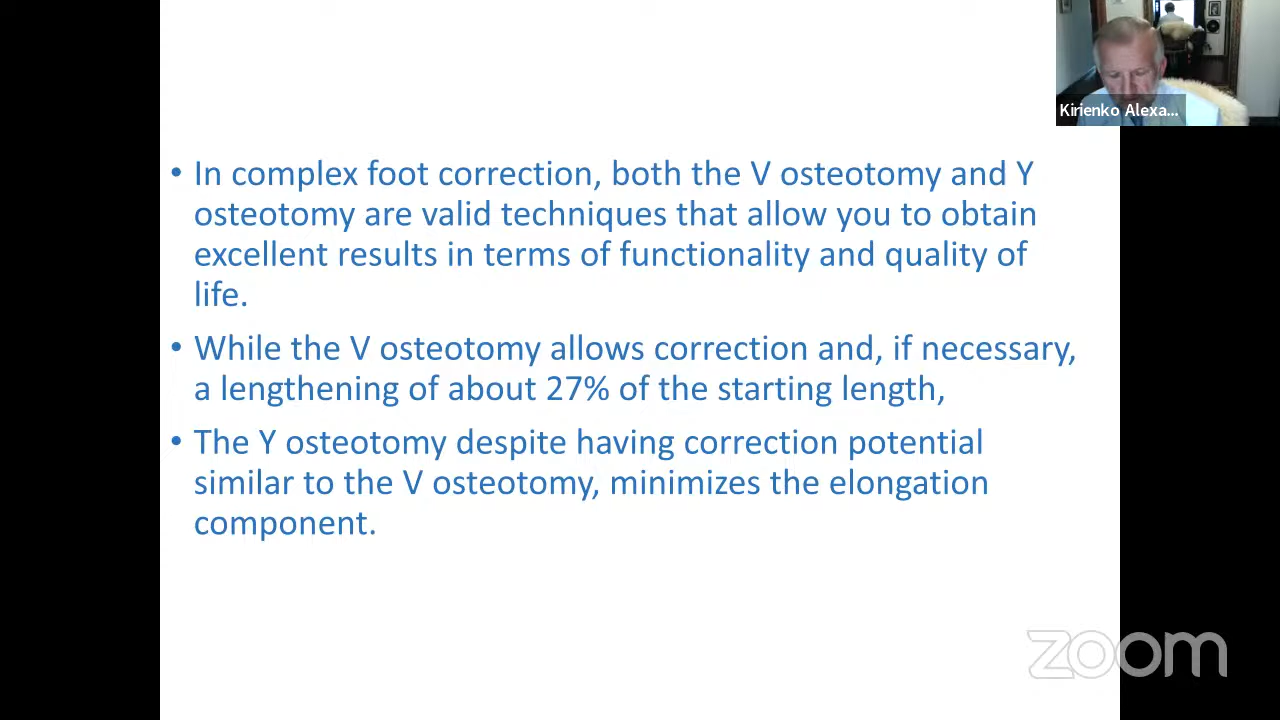 Kirienko Alexa...
• In complex foot correction, both the V osteotomy and Y
osteotomy are valid techniques that allow you to obtain
excellent results in terms of functionality and quality of
life.
• While the V osteotomy allows correction and, if necessary,
a lengthening of about 27% of the starting length,
• The Y osteotomy despite having correction potential
similar to the V osteotomy, minimizes the elongation
component.
zoom